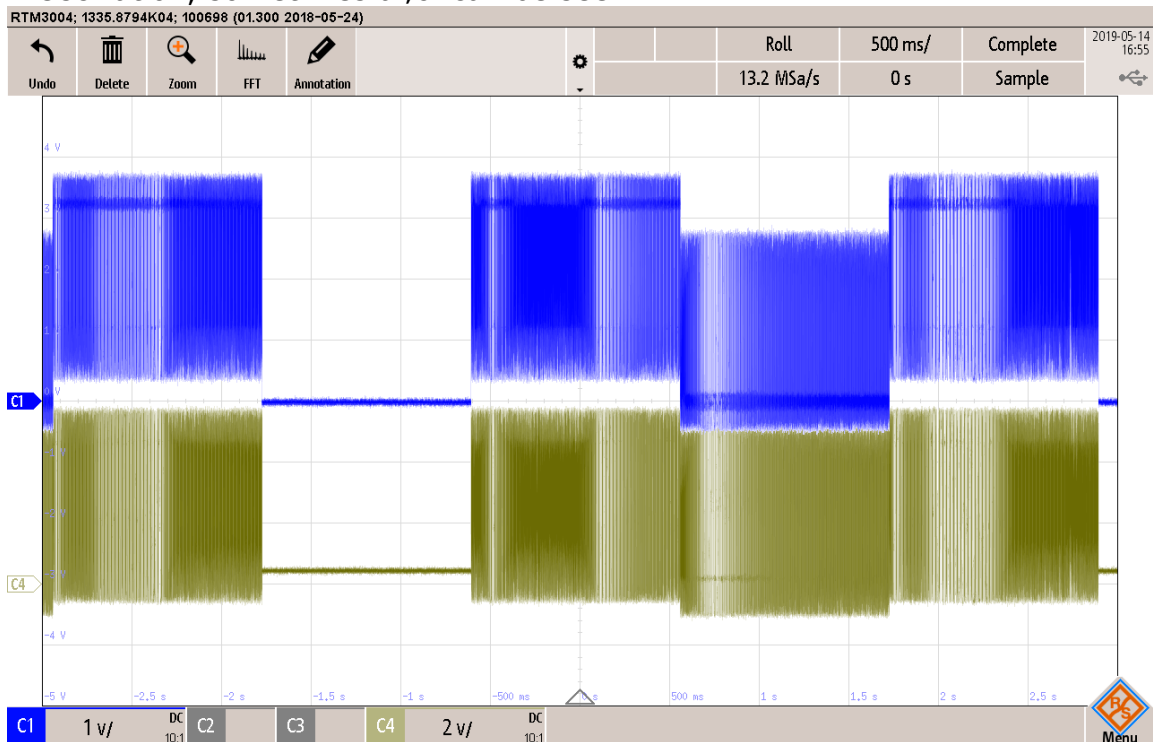 RTM3004; 1335.8794K04; 100698 (01.300 2018-05-24)
Undo Delete Zoom FFT Annotation
Roll 500 ms/ Complete
13.2 MSa/s 0 s Sample
2019-05-14
16:55
4 V
3
2
1
0 V
C1
-1 V
-2 V
C4
-4 V
-5 V -2.5 s -2 s -1.5 s -1 s -500 ms 0 s 500 ms 1 s 1.5 s 2 s 2.5 s
C1 1 V/ DC 10:1 C2 C3 C4 2 V/ DC 10:1
R&S
Menu